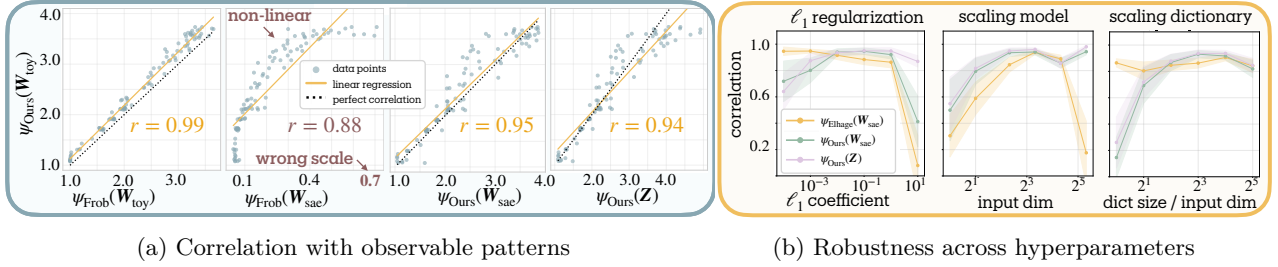 ψOurs(Wtoy)
4.0
3.0
2.0
1.0
1.0
2.0
3.0
ψFrob(Wtoy)
r = 0.99
non-linear
data points
linear regression
perfect correlation
r = 0.88
wrong scale
0.1
0.4
0.7
ψFrob(Wsae)
r = 0.95
1.0
2.0
3.0
4.0
ψOurs(Wsae)
r = 0.94
2.0
4.0
ψOurs(Z)
(a) Correlation with observable patterns
ℓ1 regularization
scaling model
scaling dictionary
correlation
1.0
0.6
0.2
ψElhage(Wsae)
ψOurs(Wsae)
ψOurs(Z)
10⁻³ 10⁻¹ 10¹
ℓ1 coefficient
2¹ 2³ 2⁵
input dim
2¹ 2³ 2⁵
dict size / input dim
(b) Robustness across hyperparameters